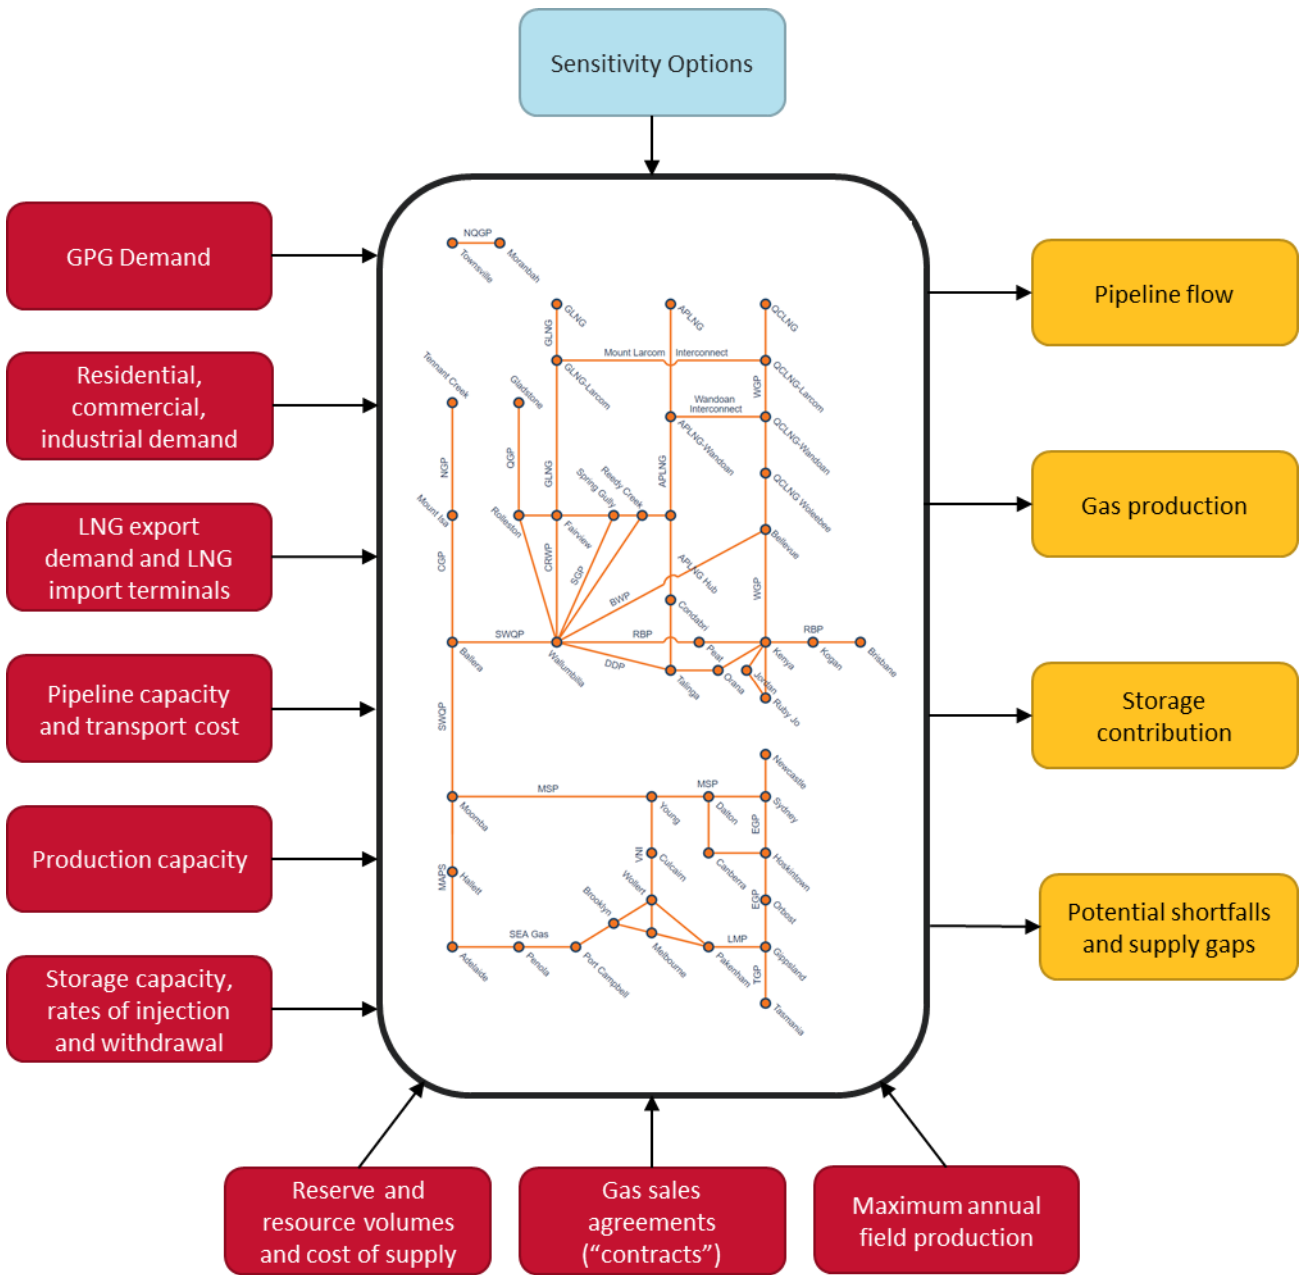 Sensitivity Options
GPG Demand
Residential,
commercial,
industrial demand
LNG export
demand and LNG
import terminals
Pipeline capacity
and transport cost
Production capacity
Storage capacity,
rates of injection
and withdrawal
NQGP
Townsville
Moranbah
GLNG
APLNG
QCLNG
GLNG
Mount Larcom
Interconnect
GLNG-Larcom
QCLNG-Larcom
WGP
Tennant Creek
Gladstone
Wandoan
Interconnect
APLNG-Wandoan
QCLNG-Wandoan
NGP
QGP
GLNG
APLNG
Reedy Creek
Spring Gully
QCLNG Woleebee
Mount Isa
Rolleston
Fairview
Bellevue
CGP
CRWP
SGP
BWP
APLNG Hub
WGP
Condabri
SWQP
RBP
RBP
Ballera
Wallumbilla
DDP
Peat
Kenya
Kogan
Brisbane
Talinga
Orana
Jordan
Ruby Jo
SWQP
Newcastle
MSP
MSP
Moomba
Young
Dalton
Sydney
EGP
VNI
Culcairn
Canberra
Hoskintown
MAPS
Hallett
Wollert
Brooklyn
EGP
Orbost
SEA Gas
LMP
Adelaide
Penola
Port Campbell
Melbourne
Pakenham
Gippsland
TGP
Tasmania
Pipeline flow
Gas production
Storage
contribution
Potential shortfalls
and supply gaps
Reserve and
resource volumes
and cost of supply
Gas sales
agreements
(“contracts”)
Maximum annual
field production